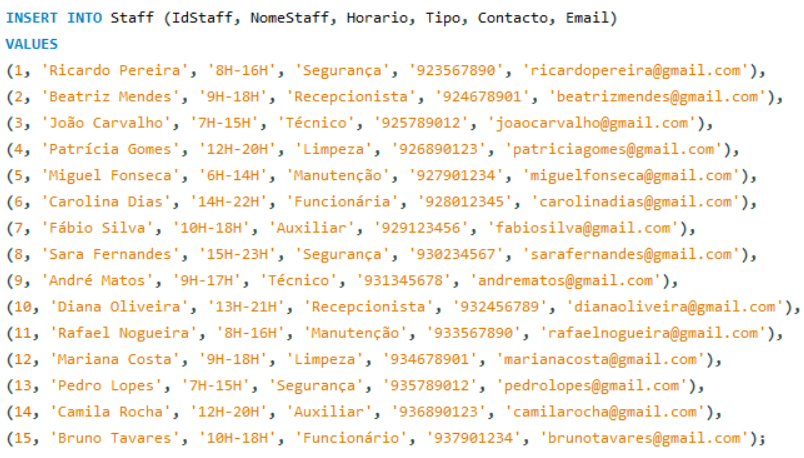 INSERT INTO Staff (IdStaff, NomeStaff, Horario, Tipo, Contacto, Email)
VALUES
(1, 'Ricardo Pereira', '8H-16H', 'Segurança', '923567890', 'ricardopereira@gmail.com'),
(2, 'Beatriz Mendes', '9H-18H', 'Recepcionista', '924678901', 'beatrizmendes@gmail.com'),
(3, 'João Carvalho', '7H-15H', 'Técnico', '925789012', 'joaocarvalho@gmail.com'),
(4, 'Patrícia Gomes', '12H-20H', 'Limpeza', '926890123', 'patriciagomes@gmail.com'),
(5, 'Miguel Fonseca', '6H-14H', 'Manutenção', '927901234', 'miguelfonseca@gmail.com'),
(6, 'Carolina Dias', '14H-22H', 'Funcionária', '928012345', 'carolinadias@gmail.com'),
(7, 'Fábio Silva', '10H-18H', 'Auxiliar', '929123456', 'fabiosilva@gmail.com'),
(8, 'Sara Fernandes', '15H-23H', 'Segurança', '930234567', 'sarafernandes@gmail.com'),
(9, 'André Matos', '9H-17H', 'Técnico', '931345678', 'andrematos@gmail.com'),
(10, 'Diana Oliveira', '13H-21H', 'Recepcionista', '932456789', 'dianaoliveira@gmail.com'),
(11, 'Rafael Nogueira', '8H-16H', 'Manutenção', '933567890', 'rafaelnogueira@gmail.com'),
(12, 'Mariana Costa', '9H-18H', 'Limpeza', '934678901', 'marianacosta@gmail.com'),
(13, 'Pedro Lopes', '7H-15H', 'Segurança', '935789012', 'pedrolopes@gmail.com'),
(14, 'Camila Rocha', '12H-20H', 'Auxiliar', '936890123', 'camilarocha@gmail.com'),
(15, 'Bruno Tavares', '10H-18H', 'Funcionário', '937901234', 'brunotavares@gmail.com');